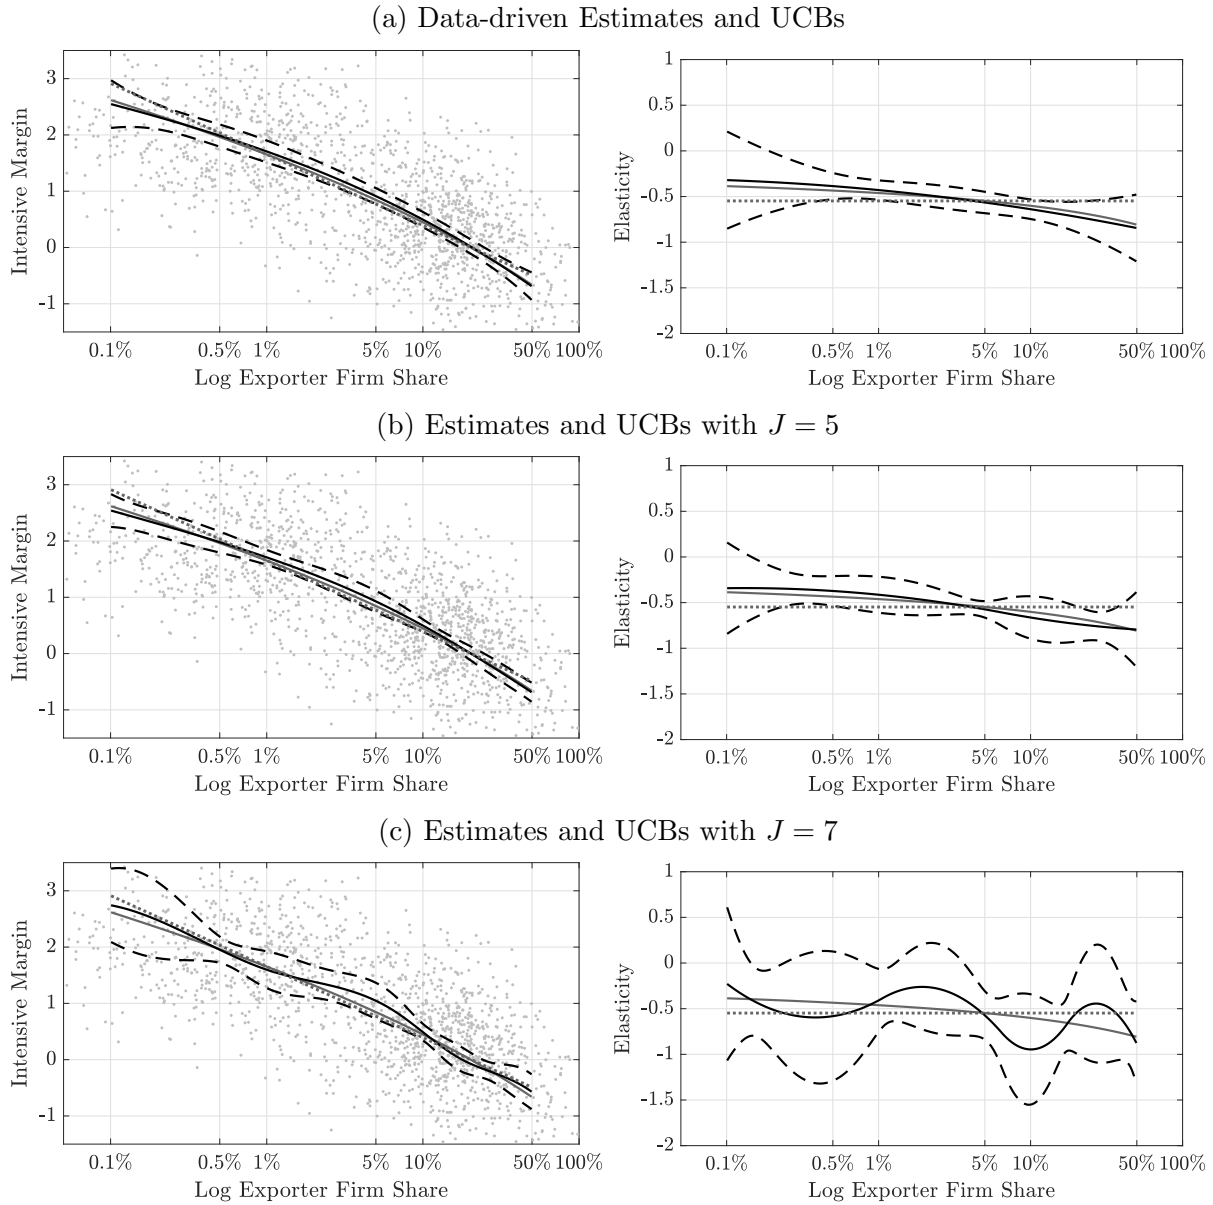 (a) Data-driven Estimates and UCBs
3
2
1
0
-1
Intensive Margin
0.1% 0.5% 1% 5% 10% 50% 100%
Log Exporter Firm Share
1
0.5
0
-0.5
-1
-1.5
-2
Elasticity
0.1% 0.5% 1% 5% 10% 50% 100%
Log Exporter Firm Share
(b) Estimates and UCBs with J = 5
3
2
1
0
-1
Intensive Margin
0.1% 0.5% 1% 5% 10% 50% 100%
Log Exporter Firm Share
1
0.5
0
-0.5
-1
-1.5
-2
Elasticity
0.1% 0.5% 1% 5% 10% 50% 100%
Log Exporter Firm Share
(c) Estimates and UCBs with J = 7
3
2
1
0
-1
Intensive Margin
0.1% 0.5% 1% 5% 10% 50% 100%
Log Exporter Firm Share
1
0.5
0
-0.5
-1
-1.5
-2
Elasticity
0.1% 0.5% 1% 5% 10% 50% 100%
Log Exporter Firm Share